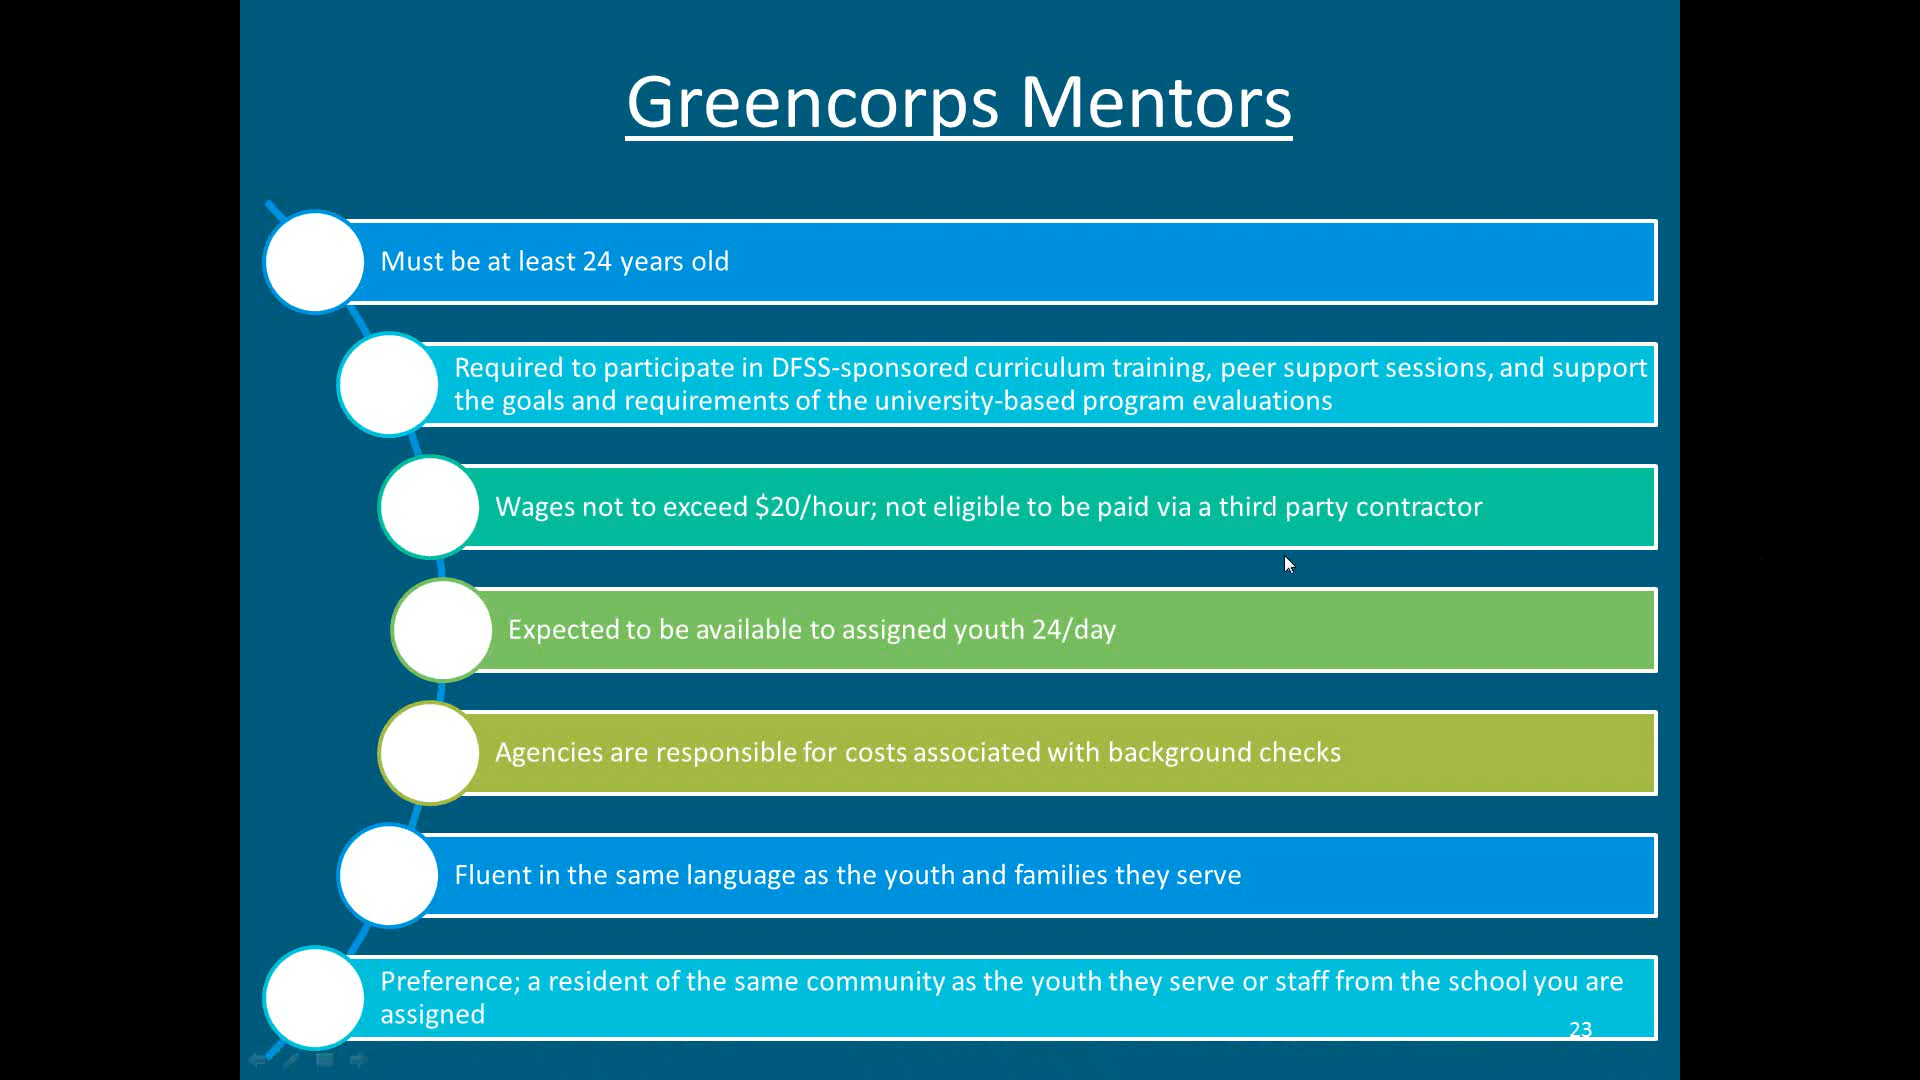 Greencorps Mentors
Must be at least 24 years old
Required to participate in DFSS-sponsored curriculum training, peer support sessions, and support
the goals and requirements of the university-based program evaluations
Wages not to exceed $20/hour; not eligible to be paid via a third party contractor
Expected to be available to assigned youth 24/day
Agencies are responsible for costs associated with background checks
Fluent in the same language as the youth and families they serve
Preference; a resident of the same community as the youth they serve or staff from the school you are
assigned
23